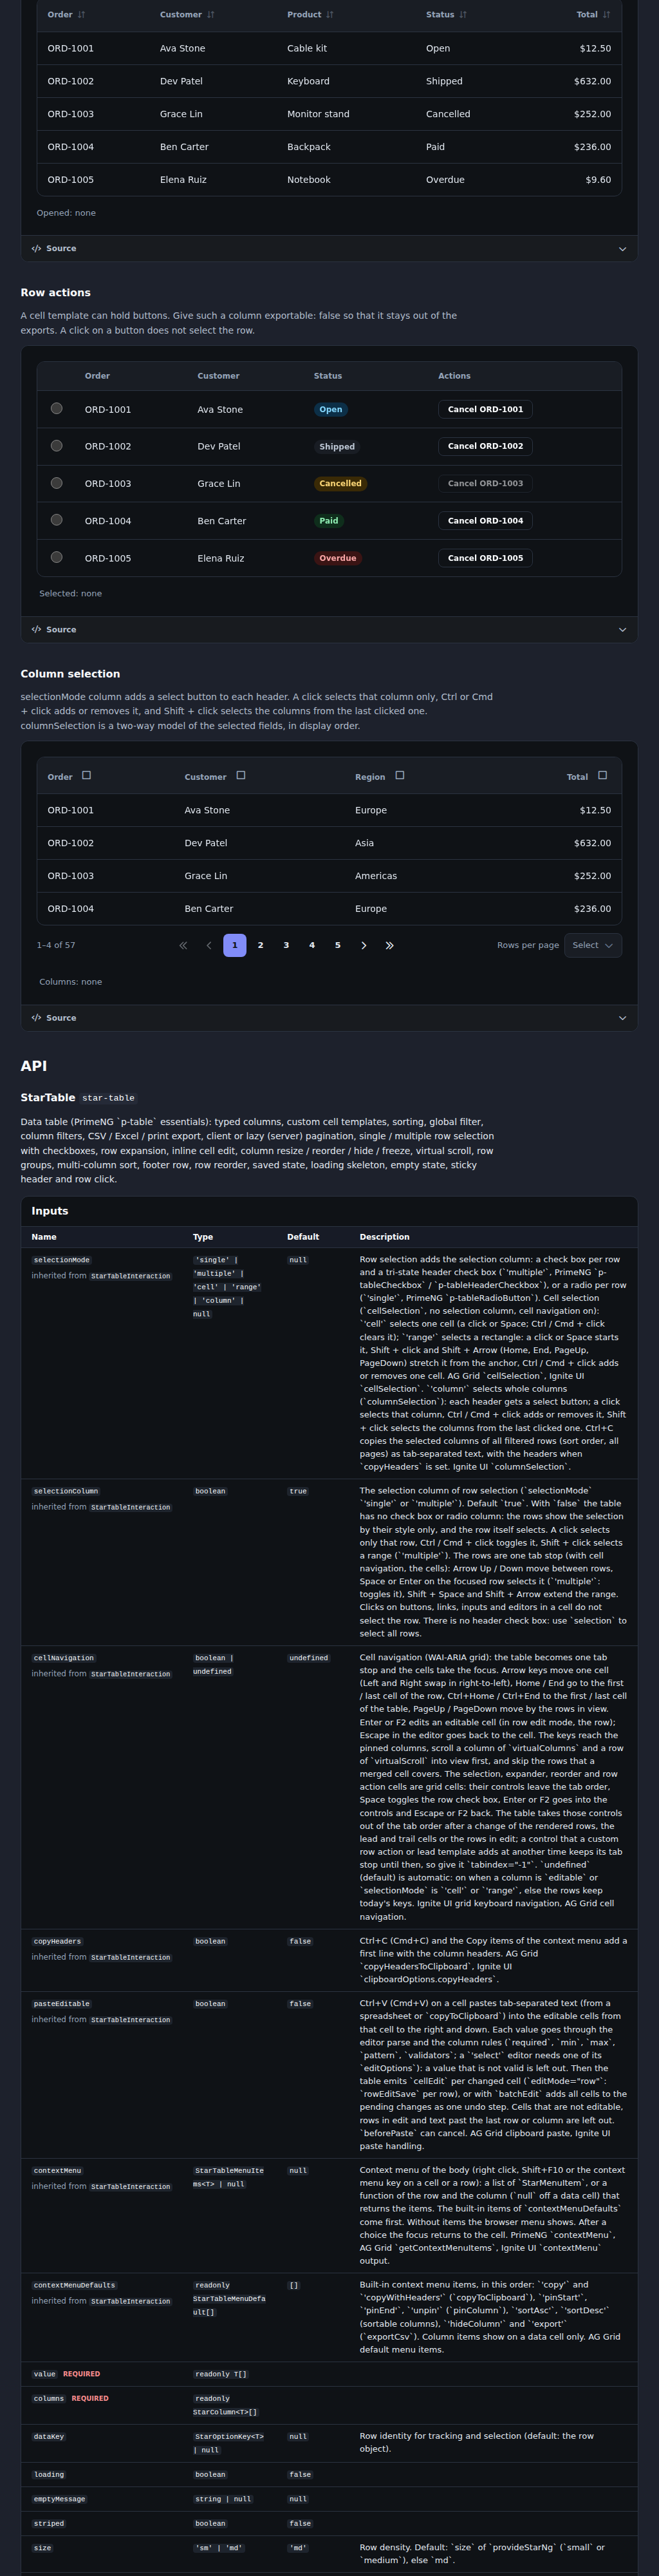 Order Customer Product Status Total
ORD-1001 Ava Stone Cable kit Open $12.50
ORD-1002 Dev Patel Keyboard Shipped $632.00
ORD-1003 Grace Lin Monitor stand Cancelled $252.00
ORD-1004 Ben Carter Backpack Paid $236.00
ORD-1005 Elena Ruiz Notebook Overdue $9.60
Opened: none
Source
Row actions
A cell template can hold buttons. Give such a column exportable: false so that it stays out of the
exports. A click on a button does not select the row.
Order Customer Status Actions
ORD-1001 Ava Stone Open Cancel ORD-1001
ORD-1002 Dev Patel Shipped Cancel ORD-1002
ORD-1003 Grace Lin Cancelled Cancel ORD-1003
ORD-1004 Ben Carter Paid Cancel ORD-1004
ORD-1005 Elena Ruiz Overdue Cancel ORD-1005
Selected: none
Source
Column selection
selectionMode column adds a select button to each header. A click selects that column only, Ctrl or Cmd
+ click adds or removes it, and Shift + click selects the columns from the last clicked one.
columnSelection is a two-way model of the selected fields, in display order.
Order Customer Region Total
ORD-1001 Ava Stone Europe $12.50
ORD-1002 Dev Patel Asia $632.00
ORD-1003 Grace Lin Americas $252.00
ORD-1004 Ben Carter Europe $236.00
1–4 of 57 1 2 3 4 5 Rows per page Select
Columns: none
Source
API
StarTable star-table
Data table (PrimeNG `p-table` essentials): typed columns, custom cell templates, sorting, global filter,
column filters, CSV / Excel / print export, client or lazy (server) pagination, single / multiple row selection
with checkboxes, row expansion, inline cell edit, column resize / reorder / hide / freeze, virtual scroll, row
groups, multi-column sort, footer row, row reorder, saved state, loading skeleton, empty state, sticky
header and row click.
Inputs
Name Type Default Description
selectionMode
inherited from StarTableInteraction
'single' |
'multiple' |
'cell' | 'range'
| 'column' |
null
null
Row selection adds the selection column: a check box per row
and a tri-state header check box (`'multiple'`, PrimeNG `p-
tableCheckbox` / `p-tableHeaderCheckbox`), or a radio per row
(`'single'`, PrimeNG `p-tableRadioButton`). Cell selection
(`cellSelection`, no selection column, cell navigation on):
`'cell'` selects one cell (a click or Space; Ctrl / Cmd + click
clears it); `'range'` selects a rectangle: a click or Space starts
it, Shift + click and Shift + Arrow (Home, End, PageUp,
PageDown) stretch it from the anchor, Ctrl / Cmd + click adds
or removes one cell. AG Grid `cellSelection`, Ignite UI
`cellSelection`. `'column'` selects whole columns
(`columnSelection`): each header gets a select button; a click
selects that column, Ctrl / Cmd + click adds or removes it, Shift
+ click selects the columns from the last clicked one. Ctrl+C
copies the selected columns of all filtered rows (sort order, all
pages) as tab-separated text, with the headers when
`copyHeaders` is set. Ignite UI `columnSelection`.
selectionColumn
inherited from StarTableInteraction
boolean
true
The selection column of row selection (`selectionMode`
`'single'` or `'multiple'`). Default `true`. With `false` the table
has no check box or radio column: the rows show the selection
by their style only, and the row itself selects. A click selects
only that row, Ctrl / Cmd + click toggles it, Shift + click selects
a range (`'multiple'`). The rows are one tab stop (with cell
navigation, the cells): Arrow Up / Down move between rows,
Space or Enter on the focused row selects it (`'multiple'`:
toggles it), Shift + Space and Shift + Arrow extend the range.
Clicks on buttons, links, inputs and editors in a cell do not
select the row. There is no header check box: use `selection` to
select all rows.
cellNavigation
inherited from StarTableInteraction
boolean |
undefined
undefined
Cell navigation (WAI-ARIA grid): the table becomes one tab
stop and the cells take the focus. Arrow keys move one cell
(Left and Right swap in right-to-left), Home / End go to the first
/ last cell of the row, Ctrl+Home / Ctrl+End to the first / last cell
of the table, PageUp / PageDown move by the rows in view.
Enter or F2 edits an editable cell (in row edit mode, the row);
Escape in the editor goes back to the cell. The keys reach the
pinned columns, scroll a column of `virtualColumns` and a row
of `virtualScroll` into view first, and skip the rows that a
merged cell covers. The selection, expander, reorder and row
action cells are grid cells: their controls leave the tab order,
Space toggles the row check box, Enter or F2 goes into the
controls and Escape or F2 back. The table takes those controls
out of the tab order after a change of the rendered rows, the
lead and trail cells or the rows in edit; a control that a custom
row action or lead template adds at another time keeps its tab
stop until then, so give it `tabindex="-1"`. `undefined`
(default) is automatic: on when a column is `editable` or
`selectionMode` is `'cell'` or `'range'`, else the rows keep
today's keys. Ignite UI grid keyboard navigation, AG Grid cell
navigation.
copyHeaders
inherited from StarTableInteraction
boolean
false
Ctrl+C (Cmd+C) and the Copy items of the context menu add a
first line with the column headers. AG Grid
`copyHeadersToClipboard`, Ignite UI
`clipboardOptions.copyHeaders`.
pasteEditable
inherited from StarTableInteraction
boolean
false
Ctrl+V (Cmd+V) on a cell pastes tab-separated text (from a
spreadsheet or `copyToClipboard`) into the editable cells from
that cell to the right and down. Each value goes through the
editor parse and the column rules (`required`, `min`, `max`,
`pattern`, `validators`; a `'select'` editor needs one of its
`editOptions`): a value that is not valid is left out. Then the
table emits `cellEdit` per changed cell (`editMode="row"`:
`rowEditSave` per row), or with `batchEdit` adds all cells to the
pending changes as one undo step. Cells that are not editable,
rows in edit and text past the last row or column are left out.
`beforePaste` can cancel. AG Grid clipboard paste, Ignite UI
paste handling.
contextMenu
inherited from StarTableInteraction
StarTableMenuIte
ms<T> | null
null
Context menu of the body (right click, Shift+F10 or the context
menu key on a cell or a row): a list of `StarMenuItem`, or a
function of the row and the column (`null` off a data cell) that
returns the items. The built-in items of `contextMenuDefaults`
come first. Without items the browser menu shows. After a
choice the focus returns to the cell. PrimeNG `contextMenu`,
AG Grid `getContextMenuItems`, Ignite UI `contextMenu`
output.
contextMenuDefaults
inherited from StarTableInteraction
readonly
StarTableMenuDefa
ult[]
[]
Built-in context menu items, in this order: `'copy'` and
`'copyWithHeaders'` (`copyToClipboard`), `'pinStart'`,
`'pinEnd'`, `'unpin'` (`pinColumn`), `'sortAsc'`, `'sortDesc'`
(sortable columns), `'hideColumn'` and `'export'`
(`exportCsv`). Column items show on a data cell only. AG Grid
default menu items.
value REQUIRED readonly T[]
columns REQUIRED
readonly
StarColumn<T>[]
dataKey
StarOptionKey<T>
| null
null
Row identity for tracking and selection (default: the row
object).
loading boolean false
emptyMessage string | null null
striped boolean false
size 'sm' | 'md' 'md'
Row density. Default: `size` of `provideStarNg` (`small` or
`medium`), else `md`.